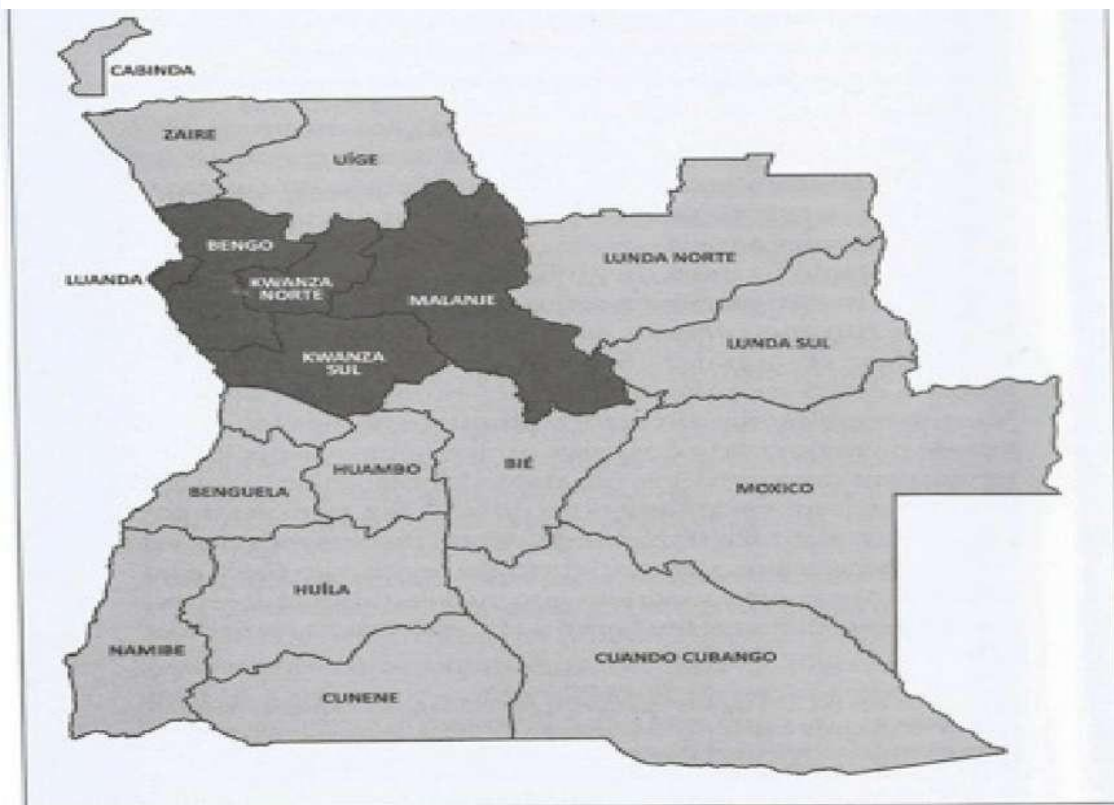 CABINDA
ZAIRE
UÍGE
BENGO
LUANDA
KWANZA
NORTE
MALANJE
LUNDA NORTE
LUNDA SUL
KWANZA
SUL
HUAMBO
BIÉ
BENGUELA
MOXICO
HUÍLA
NAMIBE
CUNENE
CUANDO CUBANGO